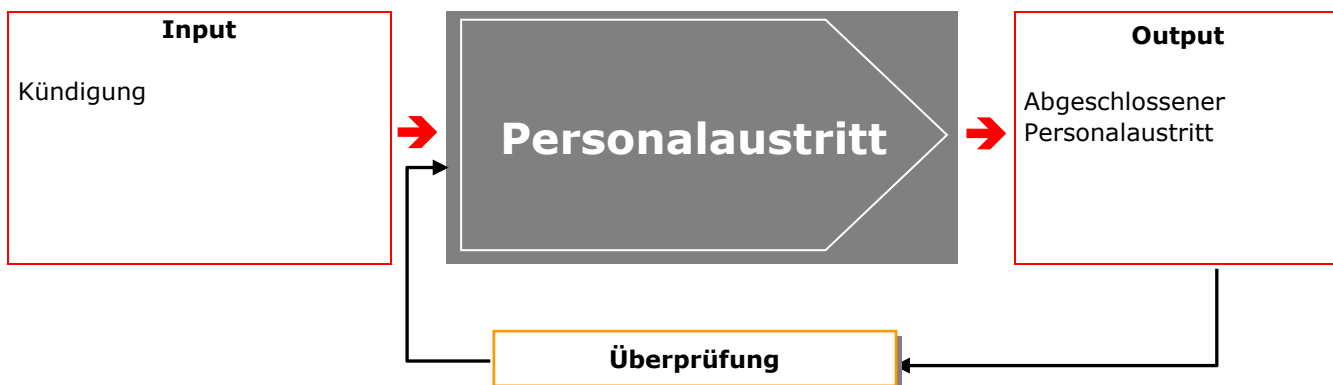 Input
Kündigung
Personalaustritt
Output
Abgeschlossener
Personalaustritt
Überprüfung